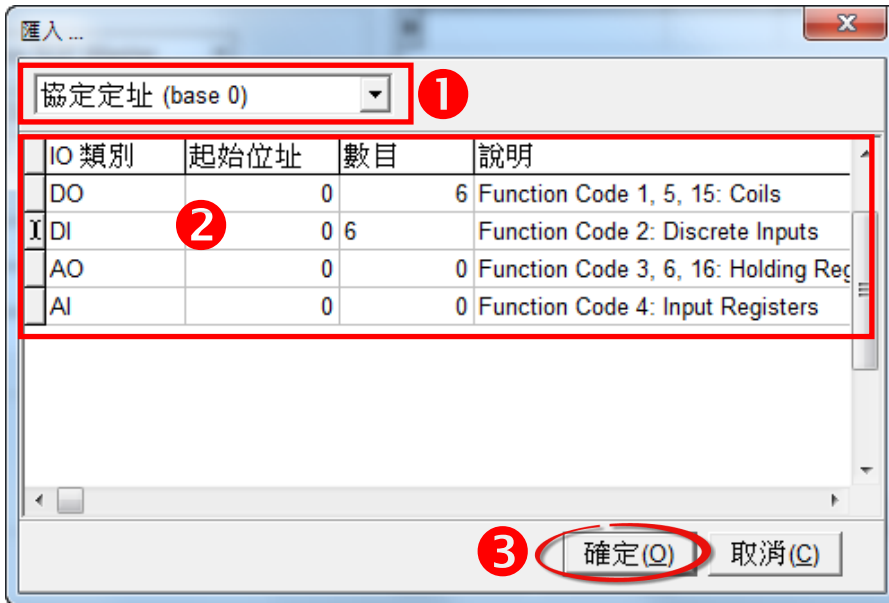 匯入 ...
協定定址 (base 0)
1
IO 類別 起始位址 數目 說明
DO 0 6 Function Code 1, 5, 15: Coils
2
DI 0 6 Function Code 2: Discrete Inputs
AO 0 0 Function Code 3, 6, 16: Holding Reg
AI 0 0 Function Code 4: Input Registers
3
確定(O) 取消(C)